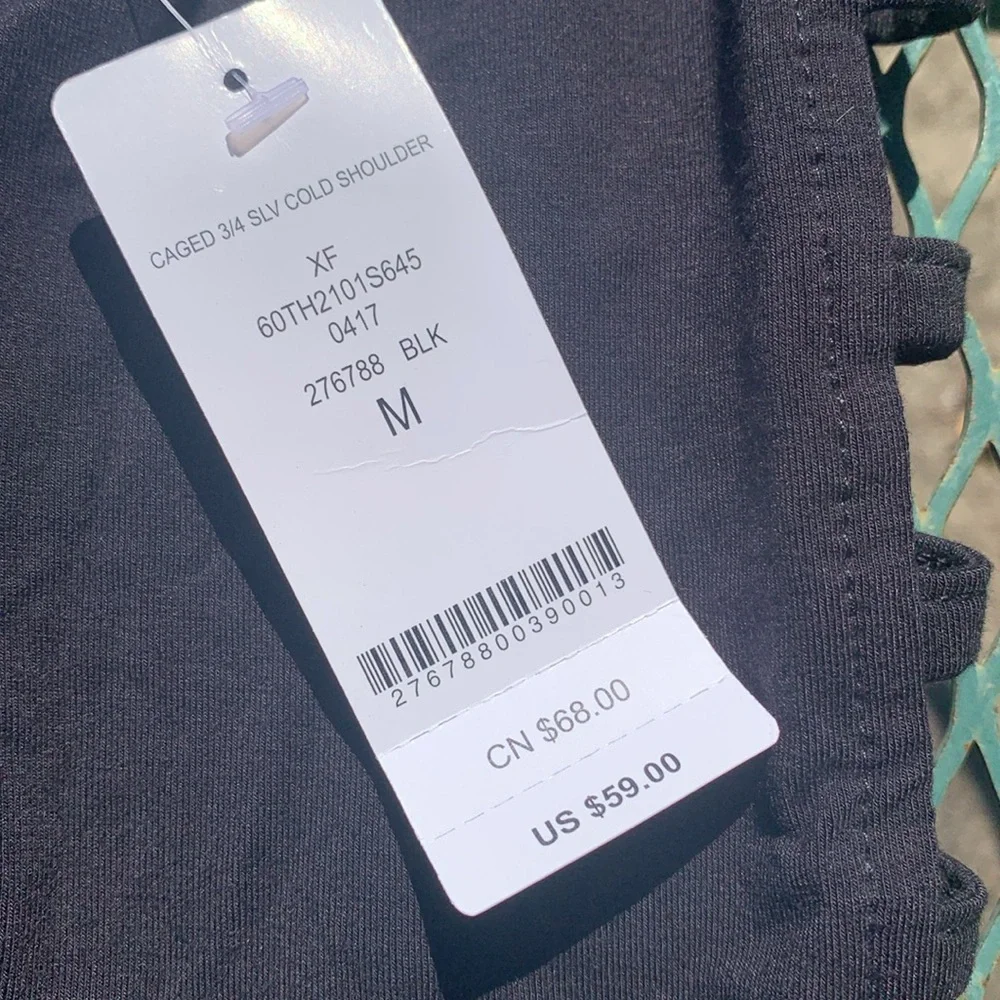 CAGED 3/4 SLV COLD SHOULDER
XF
60TH2101S645
0417
276788 BLK
M
27678800390013
CN $68.00
US $59.00